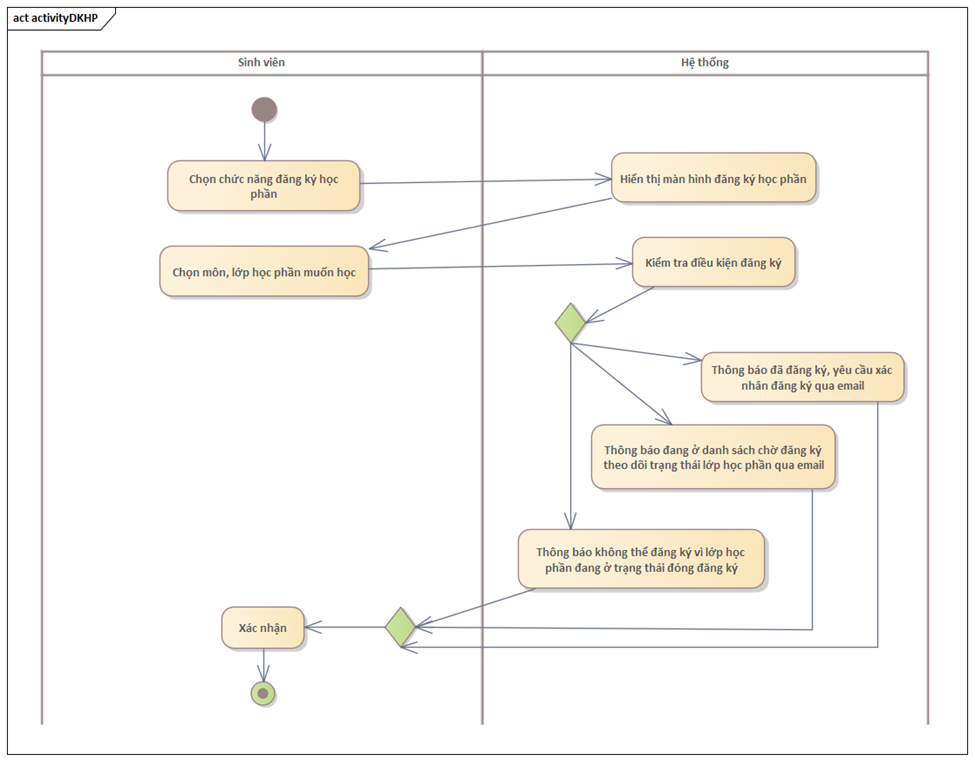 act activityDKHP
Sinh viên
Hệ thống
Chọn chức năng đăng ký học
phần
Hiển thị màn hình đăng ký học phần
Chọn môn, lớp học phần muốn học
Kiểm tra điều kiện đăng ký
Thông báo đã đăng ký, yêu cầu xác
nhân đăng ký qua email
Thông báo đang ở danh sách chờ đăng ký
theo dõi trạng thái lớp học phần qua email
Thông báo không thể đăng ký vì lớp học
phần đang ở trạng thái đóng đăng ký
Xác nhận